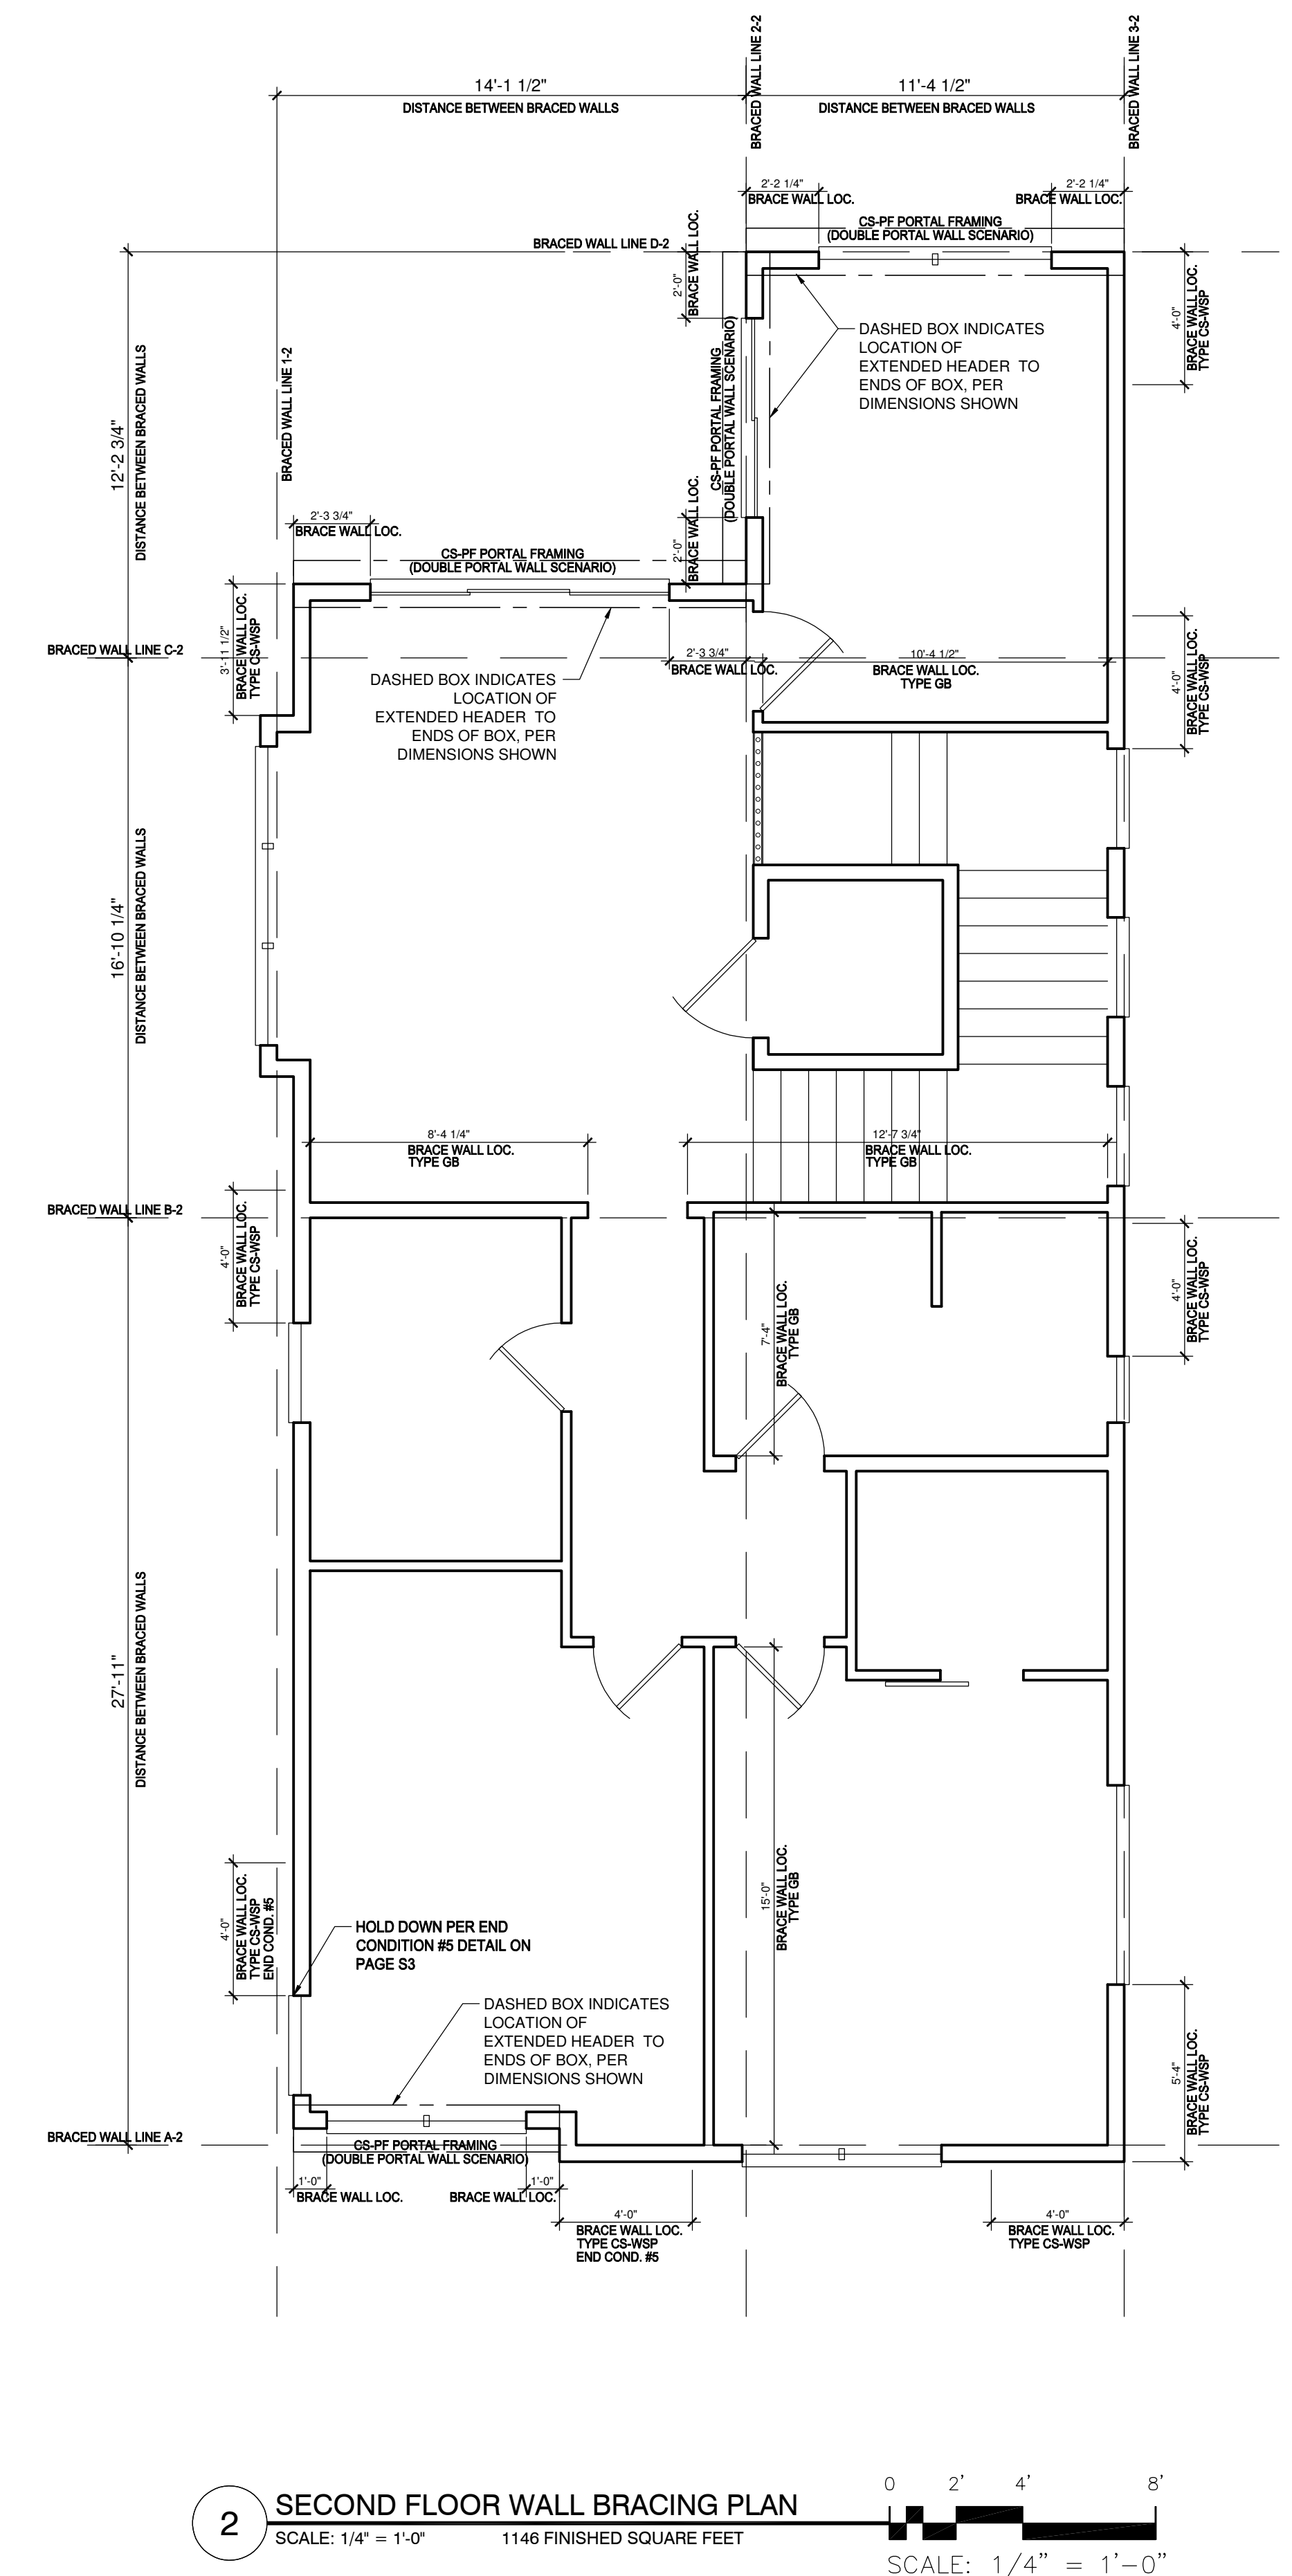 BRACED WALL LINE 2-2
BRACED WALL LINE 3-2
14'-1 1/2"
DISTANCE BETWEEN BRACED WALLS
11'-4 1/2"
DISTANCE BETWEEN BRACED WALLS
2'-2 1/4"
BRACE WALL LOC.
2'-2 1/4"
BRACE WALL LOC.
CS-PF PORTAL FRAMING
(DOUBLE PORTAL WALL SCENARIO)
BRACED WALL LINE D-2
2'-0"
BRACE WALL LOC.
4'-0"
BRACE WALL LOC.
TYPE CS-WSP
DASHED BOX INDICATES
LOCATION OF
EXTENDED HEADER TO
ENDS OF BOX, PER
DIMENSIONS SHOWN
CS-PF PORTAL FRAMING
(DOUBLE PORTAL WALL SCENARIO)
BRACED WALL LINE 1-2
12'-2 3/4"
DISTANCE BETWEEN BRACED WALLS
2'-3 3/4"
BRACE WALL LOC.
2'-0"
BRACE WALL LOC.
CS-PF PORTAL FRAMING
(DOUBLE PORTAL WALL SCENARIO)
3'-11 1/2"
BRACE WALL LOC.
TYPE CS-WSP
BRACED WALL LINE C-2
2'-3 3/4"
BRACE WALL LOC.
10'-4 1/2"
BRACE WALL LOC.
TYPE GB
4'-0"
BRACE WALL LOC.
TYPE CS-WSP
DASHED BOX INDICATES
LOCATION OF
EXTENDED HEADER TO
ENDS OF BOX, PER
DIMENSIONS SHOWN
16'-10 1/4"
DISTANCE BETWEEN BRACED WALLS
8'-4 1/4"
BRACE WALL LOC.
TYPE GB
12'-7 3/4"
BRACE WALL LOC.
TYPE GB
BRACED WALL LINE B-2
4'-0"
BRACE WALL LOC.
TYPE CS-WSP
7'-4"
BRACE WALL LOC.
TYPE GB
4'-0"
BRACE WALL LOC.
TYPE CS-WSP
27'-11"
DISTANCE BETWEEN BRACED WALLS
4'-0"
BRACE WALL LOC.
TYPE CS-WSP
END COND. #5
HOLD DOWN PER END
CONDITION #5 DETAIL ON
PAGE S3
15'-0"
BRACE WALL LOC.
TYPE GB
DASHED BOX INDICATES
LOCATION OF
EXTENDED HEADER TO
ENDS OF BOX, PER
DIMENSIONS SHOWN
5'-4"
BRACE WALL LOC.
TYPE CS-WSP
BRACED WALL LINE A-2
CS-PF PORTAL FRAMING
(DOUBLE PORTAL WALL SCENARIO)
1'-0"
BRACE WALL LOC.
1'-0"
BRACE WALL LOC.
4'-0"
BRACE WALL LOC.
TYPE CS-WSP
END COND. #5
4'-0"
BRACE WALL LOC.
TYPE CS-WSP
2
SECOND FLOOR WALL BRACING PLAN
SCALE: 1/4" = 1'-0"
1146 FINISHED SQUARE FEET
0 2' 4' 8'
SCALE: 1/4" = 1'-0"